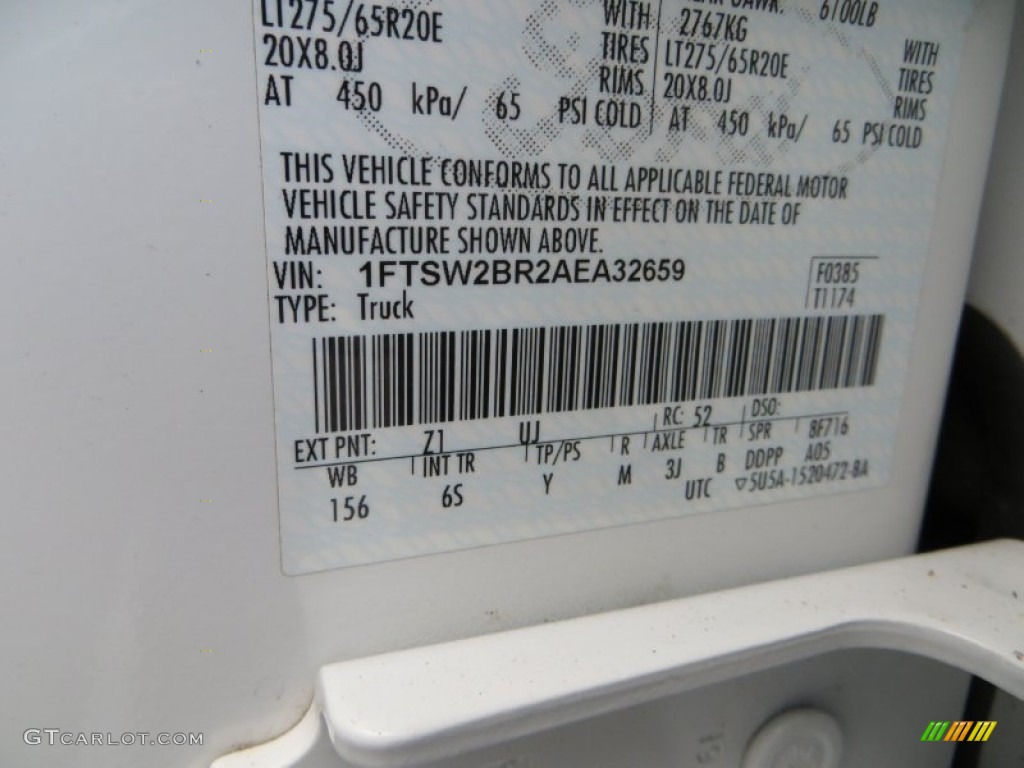 LT275/65R20E WITH 2767KG 6100LB
20X8.0J TIRES LT275/65R20E WITH
RIMS 20X8.0J TIRES
AT 450 kPa/ 65 PSI COLD AT 450 kPa/ 65 PSI COLD RIMS
THIS VEHICLE CONFORMS TO ALL APPLICABLE FEDERAL MOTOR
VEHICLE SAFETY STANDARDS IN EFFECT ON THE DATE OF
MANUFACTURE SHOWN ABOVE.
VIN: 1FTSW2BR2AEA32659 F0385
TYPE: Truck T1174
EXT PNT: Z1 UJ RC: 52 DSO:
WB INT TR TP/PS R AXLE TR SPR 8F716
156 6S Y M 3J B DDPP A05
UTC ▽5U5A-1520472-BA
GTCARLOT.COM